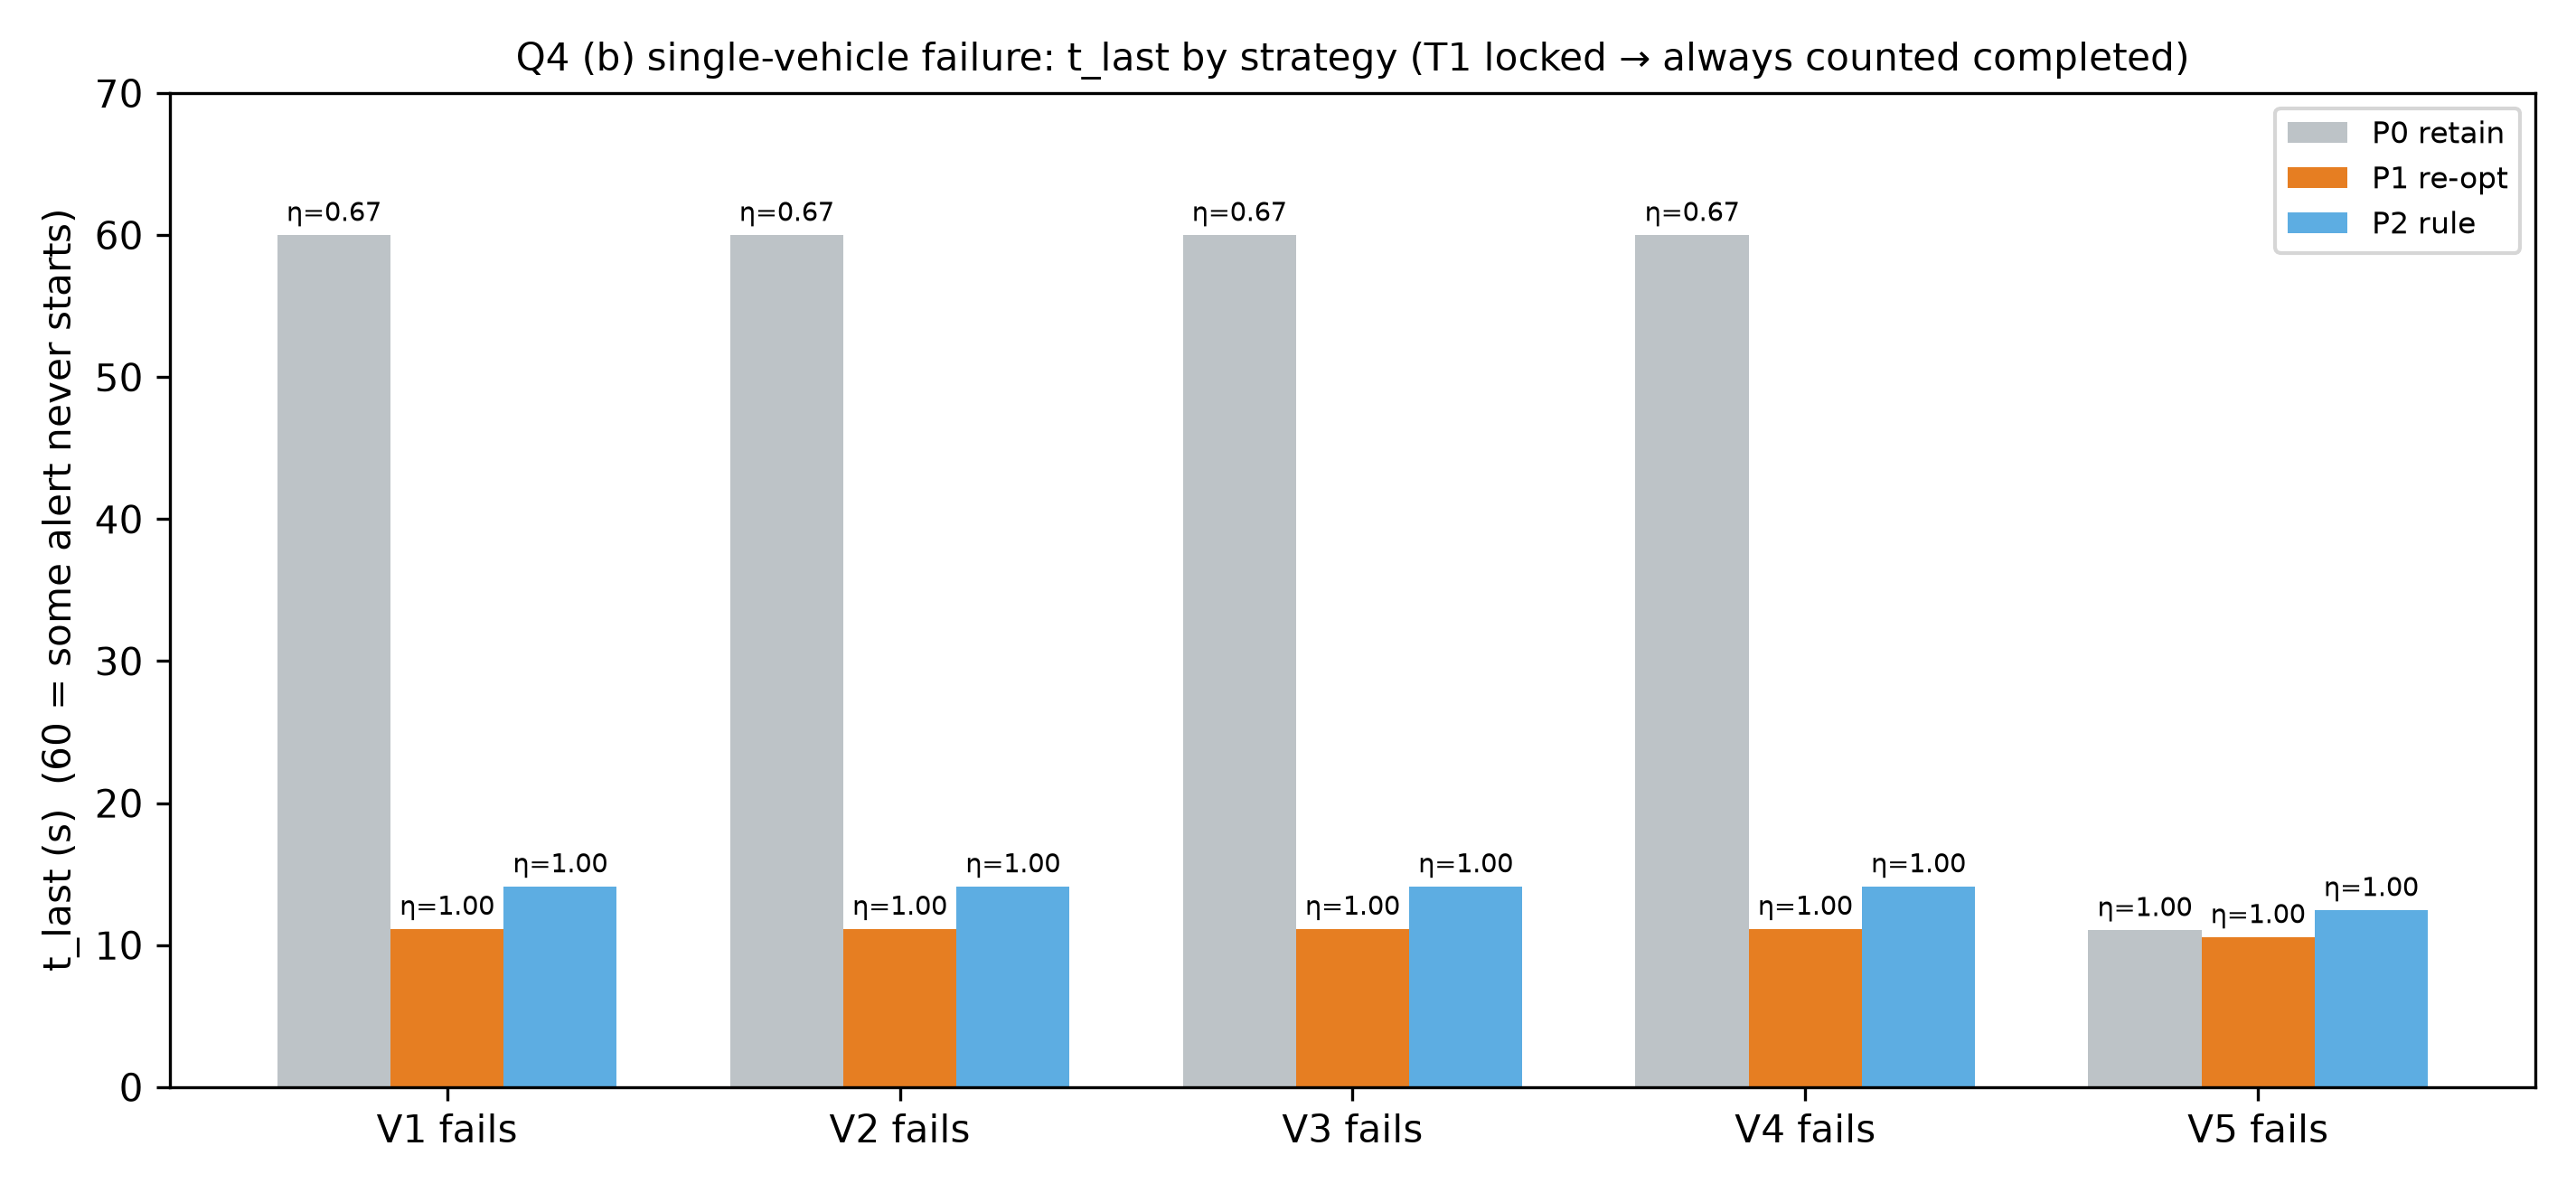 Q4 (b) single-vehicle failure: t_last by strategy (T1 locked → always counted completed)
t_last (s)  (60 = some alert never starts)
70
60
50
40
30
20
10
0
P0 retain
P1 re-opt
P2 rule
η=0.67
η=1.00
η=1.00
η=0.67
η=1.00
η=1.00
η=0.67
η=1.00
η=1.00
η=0.67
η=1.00
η=1.00
η=1.00
η=1.00
η=1.00
V1 fails
V2 fails
V3 fails
V4 fails
V5 fails